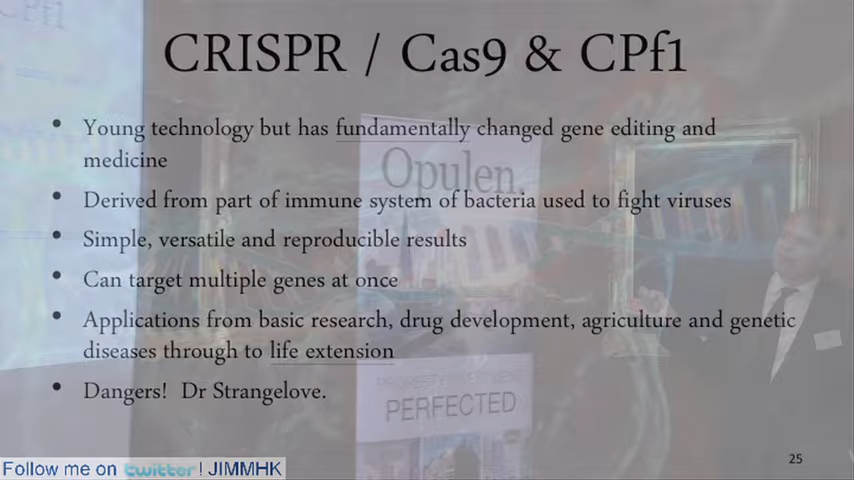 CPf1
CRISPR / Cas9 & CPf1
• Young technology but has fundamentally changed gene editing and
medicine
Opulen
• Derived from part of immune system of bacteria used to fight viruses
• Simple, versatile and reproducible results
• Can target multiple genes at once
• Applications from basic research, drug development, agriculture and genetic
diseases through to life extension
PERFECTED
• Dangers! Dr Strangelove.
25
Follow me on twitter! JIMMHK